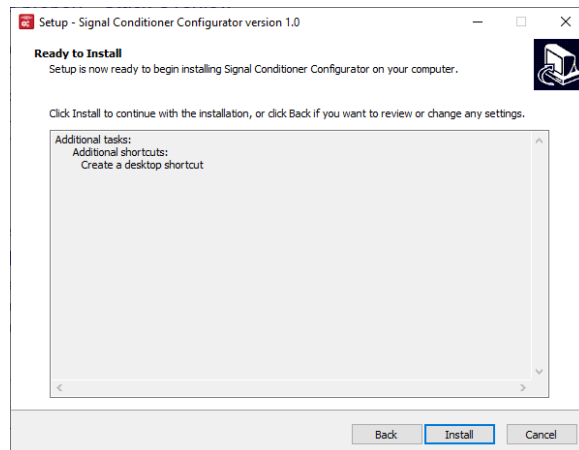 Setup - Signal Conditioner Configurator version 1.0
Ready to Install
Setup is now ready to begin installing Signal Conditioner Configurator on your computer.
Click Install to continue with the installation, or click Back if you want to review or change any settings.
Additional tasks:
Additional shortcuts:
Create a desktop shortcut
Back Install Cancel